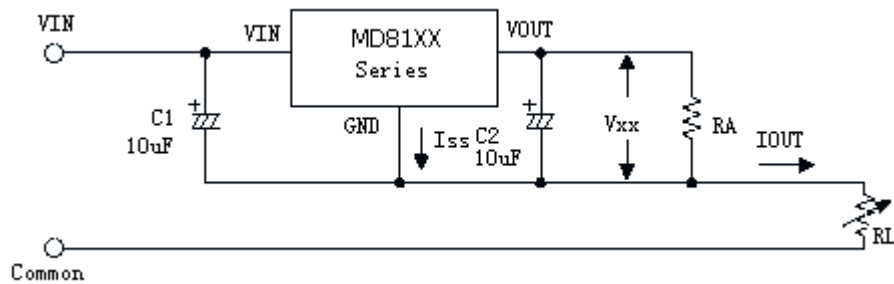 VIN
VIN
MD81XX
Series
VOUT
C1
10uF
GND
Iss
C2
10uF
Vxx
RA
IOUT
RL
Common